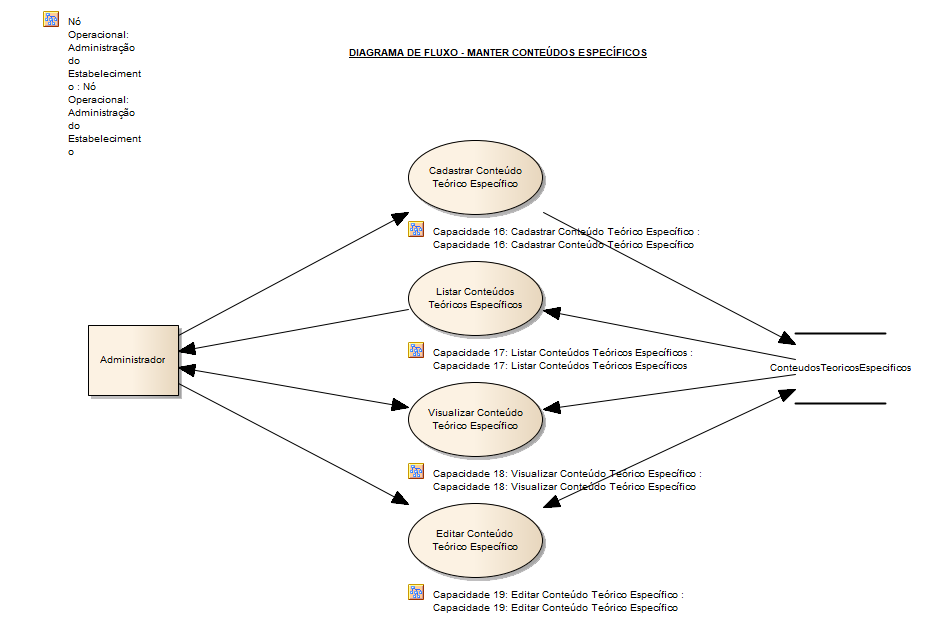 Nó
Operacional:
Administração
do
Estabeleciment
o : Nó
Operacional:
Administração
do
Estabeleciment
o
DIAGRAMA DE FLUXO - MANTER CONTEÚDOS ESPECÍFICOS
Cadastrar Conteúdo
Teórico Específico
Capacidade 16: Cadastrar Conteúdo Teórico Específico :
Capacidade 16: Cadastrar Conteúdo Teórico Específico
Listar Conteúdos
Teóricos Específicos
Capacidade 17: Listar Conteúdos Teóricos Específicos :
Capacidade 17: Listar Conteúdos Teóricos Específicos
Administrador
ConteudosTeoricosEspecificos
Visualizar Conteúdo
Teórico Específico
Capacidade 18: Visualizar Conteúdo Teórico Específico :
Capacidade 18: Visualizar Conteúdo Teórico Específico
Editar Conteúdo
Teórico Específico
Capacidade 19: Editar Conteúdo Teórico Específico :
Capacidade 19: Editar Conteúdo Teórico Específico